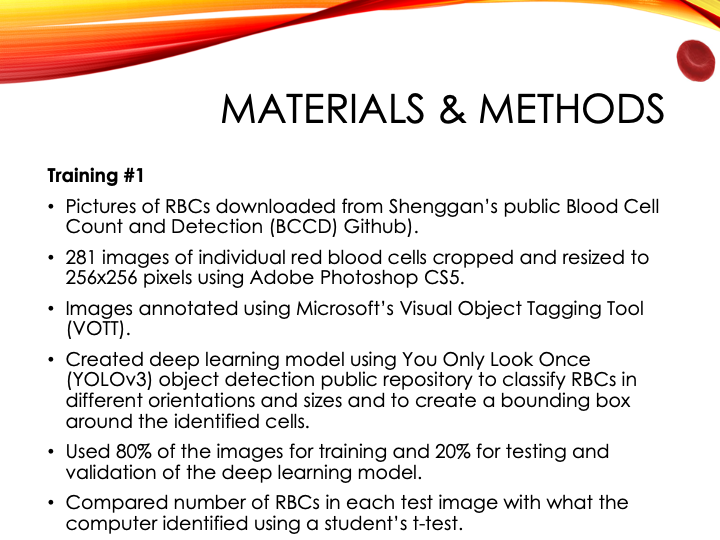 MATERIALS & METHODS
Training #1
• Pictures of RBCs downloaded from Shenggan’s public Blood Cell
Count and Detection (BCCD) Github).
• 281 images of individual red blood cells cropped and resized to
256x256 pixels using Adobe Photoshop CS5.
• Images annotated using Microsoft’s Visual Object Tagging Tool
(VOTT).
• Created deep learning model using You Only Look Once
(YOLOv3) object detection public repository to classify RBCs in
different orientations and sizes and to create a bounding box
around the identified cells.
• Used 80% of the images for training and 20% for testing and
validation of the deep learning model.
• Compared number of RBCs in each test image with what the
computer identified using a student’s t-test.